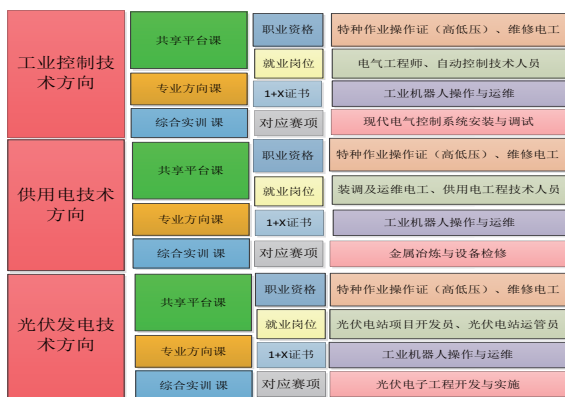 工业控制技
术方向
共享平台课
职业资格
特种作业操作证（高低压）、维修电工
就业岗位
电气工程师、自动控制技术人员
专业方向课
1+X证书
工业机器人操作与运维
综合实训 课
对应赛项
现代电气控制系统安装与调试
供用电技术
方向
共享平台课
职业资格
特种作业操作证（高低压）、维修电工
就业岗位
装调及运维电工、供用电工程技术人员
专业方向课
1+X证书
工业机器人操作与运维
综合实训 课
对应赛项
金属冶炼与设备检修
光伏发电技
术方向
共享平台课
职业资格
特种作业操作证（高低压）、维修电工
就业岗位
光伏电站项目开发员、光伏电站运管员
专业方向课
1+X证书
工业机器人操作与运维
综合实训 课
对应赛项
光伏电子工程开发与实施